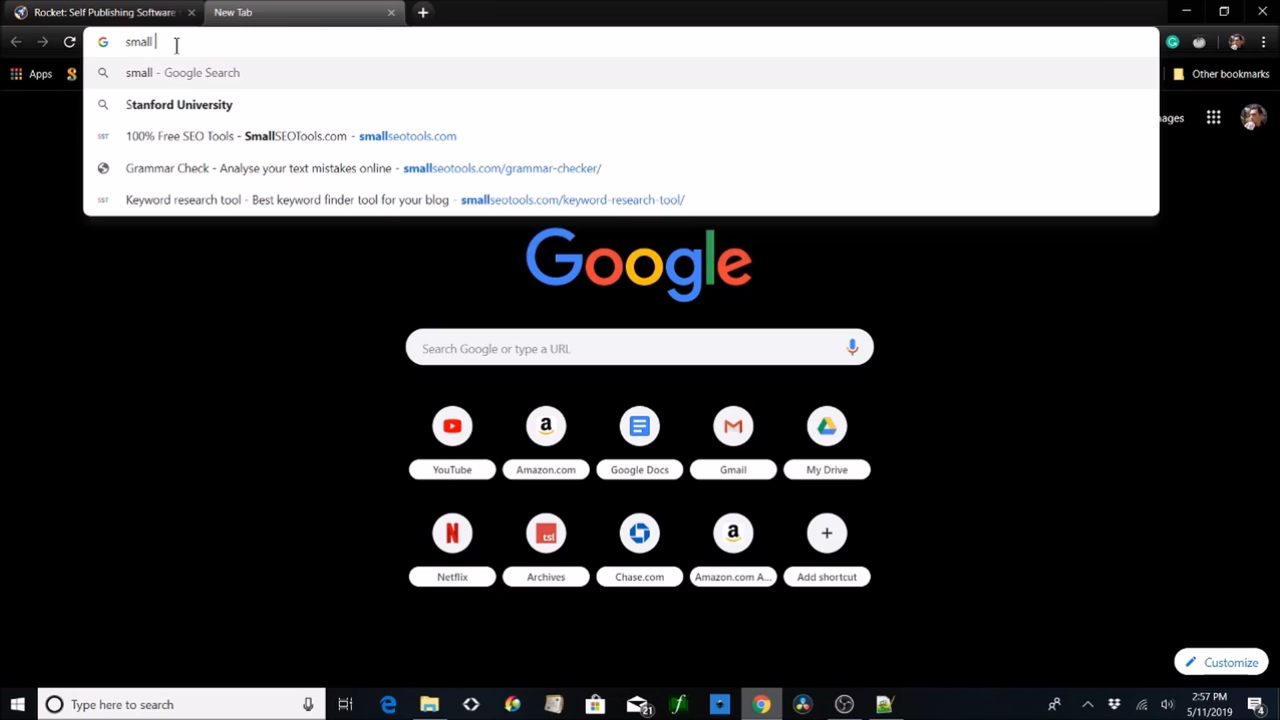 Rocket: Self Publishing Software
New Tab
small
Apps
Other bookmarks
small - Google Search
Stanford University
100% Free SEO Tools - SmallSEOTools.com - smallseotools.com
Grammar Check - Analyse your text mistakes online - smallseotools.com/grammar-checker/
Keyword research tool - Best keyword finder tool for your blog - smallseotools.com/keyword-research-tool/
ages
Google
Search Google or type a URL
YouTube
Amazon.com
Google Docs
Gmail
My Drive
tsl
Netflix
Archives
Chase.com
Amazon.com A...
Add shortcut
Customize
Type here to search
21
2:57 PM
5/11/2019
4